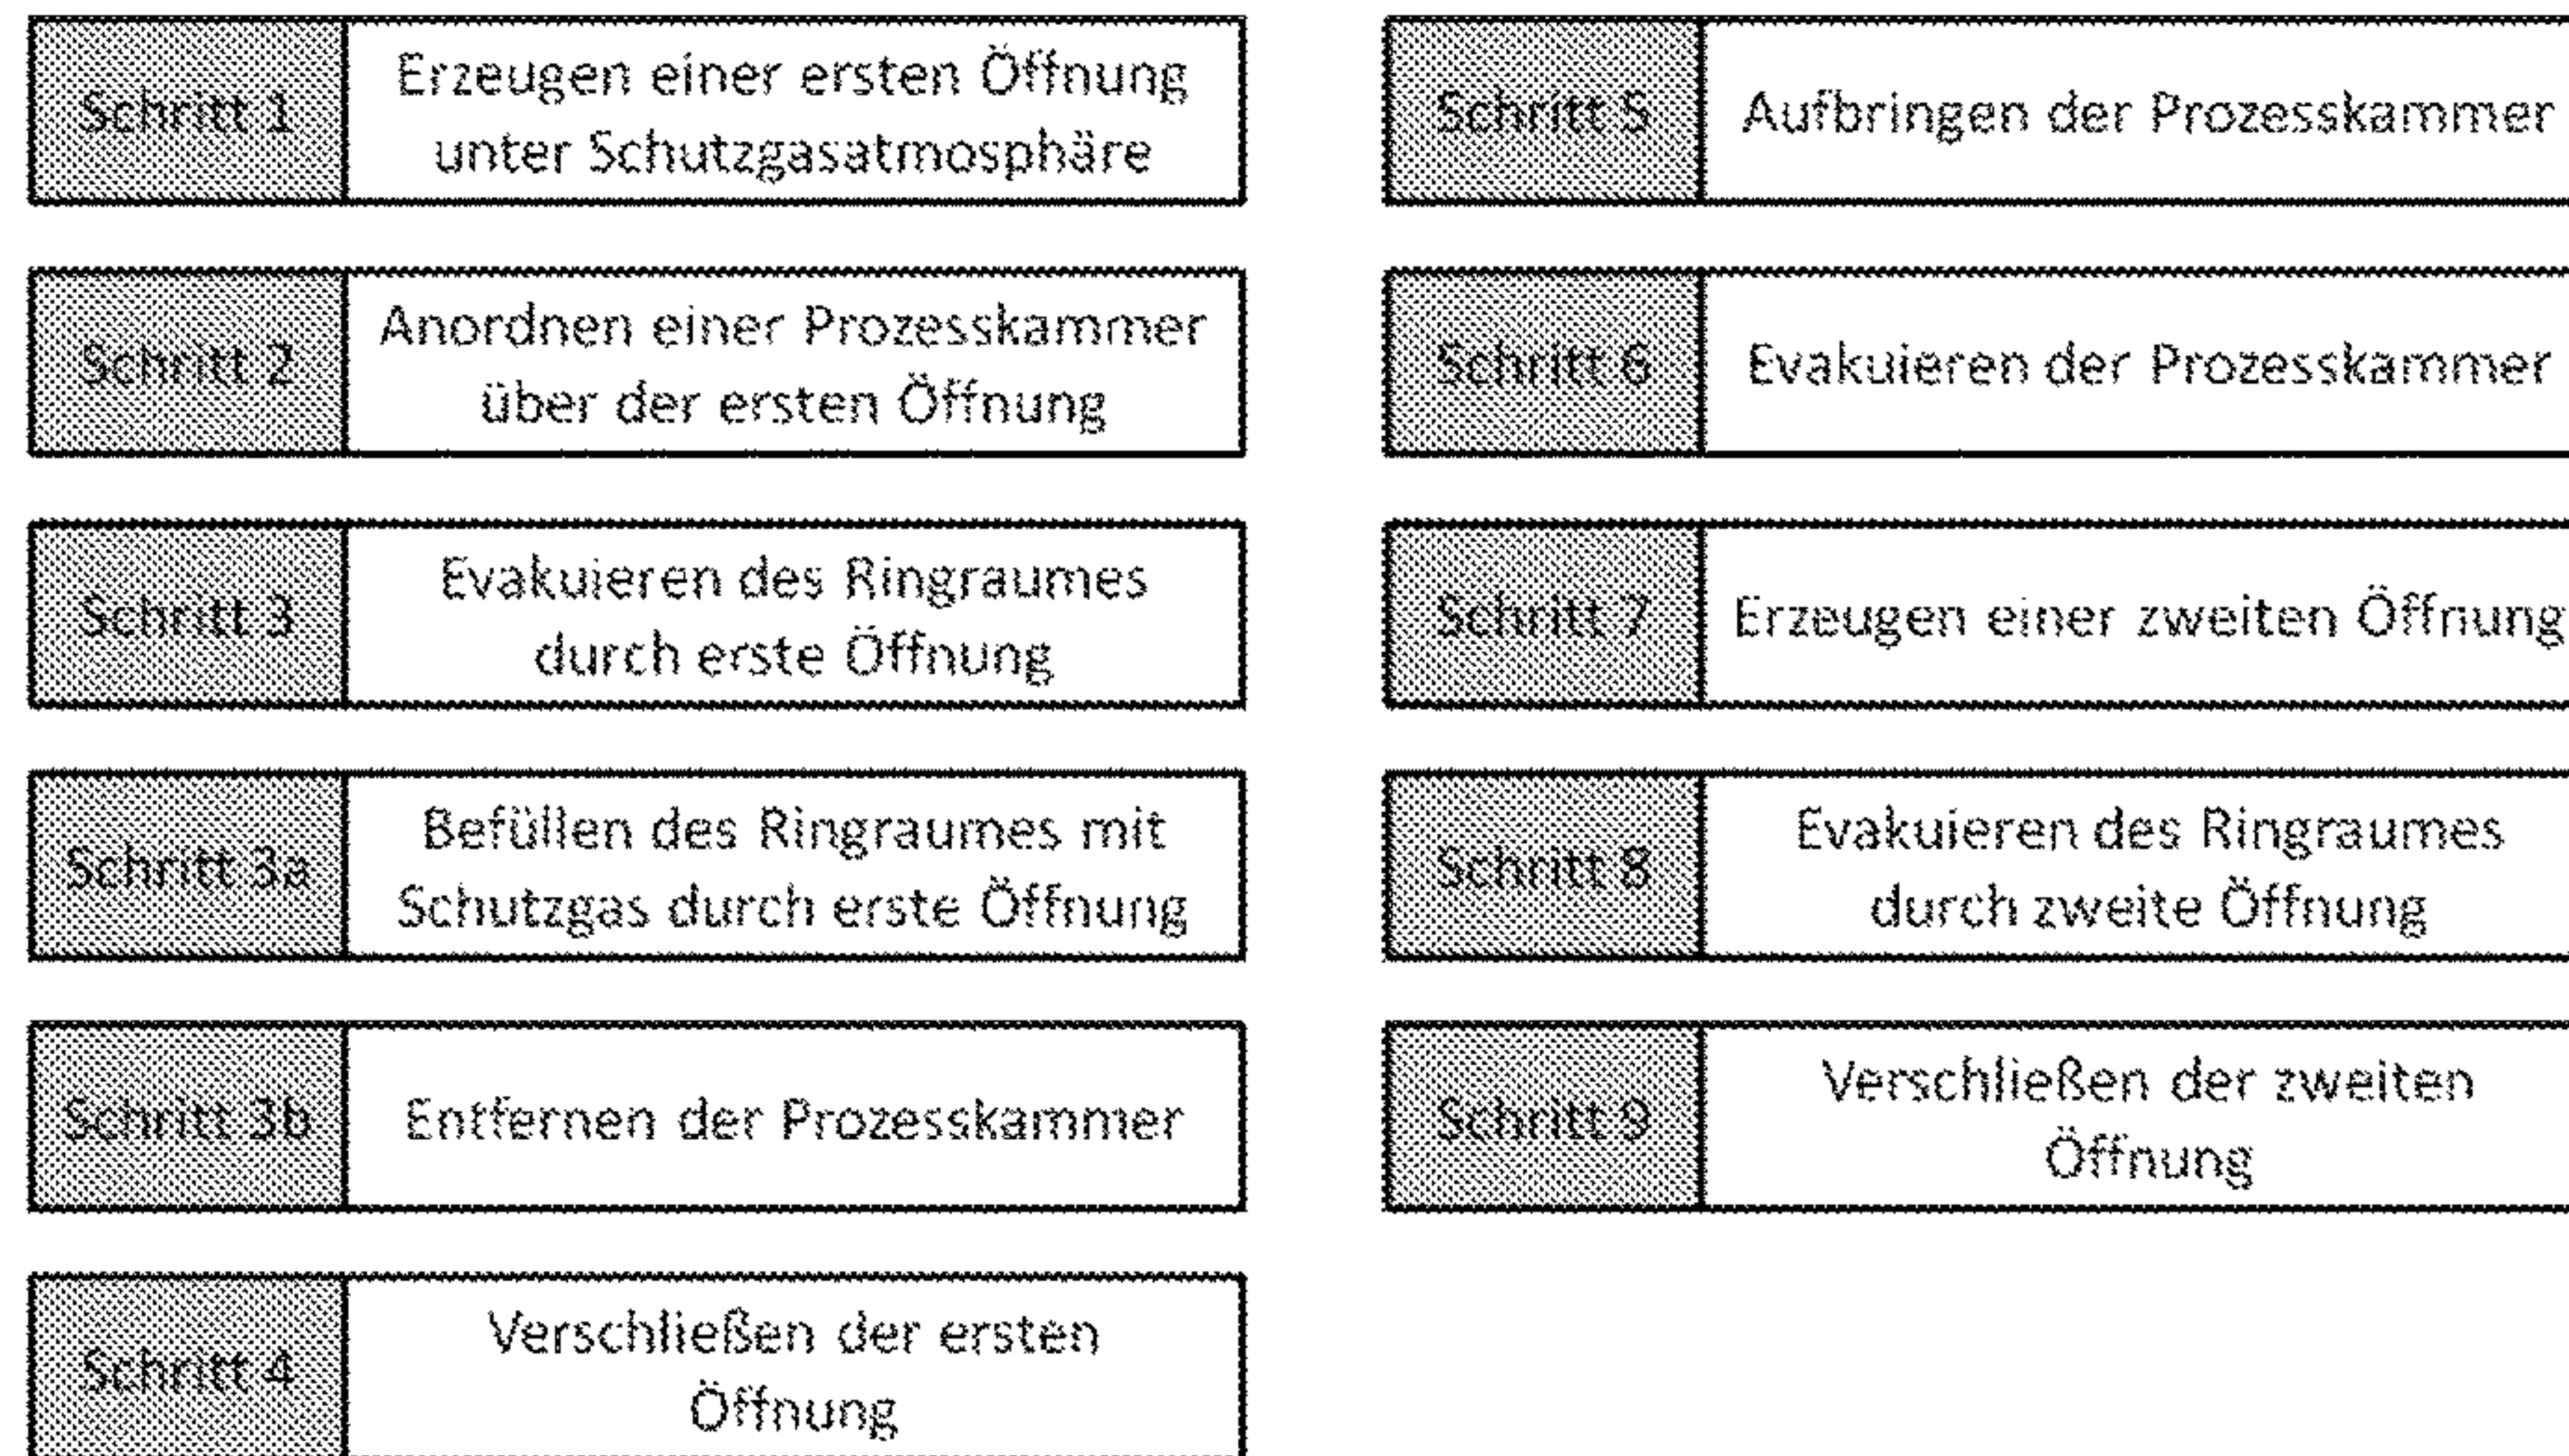 Schritt 1
Erzeugen einer ersten Öffnung
unter Schutzgasatmosphäre
Schritt 2
Anordnen einer Prozesskammer
über der ersten Öffnung
Schritt 3
Evakuieren des Ringraumes
durch erste Öffnung
Schritt 3a
Befüllen des Ringraumes mit
Schutzgas durch erste Öffnung
Schritt 3b
Entfernen der Prozesskammer
Schritt 4
Verschließen der ersten
Öffnung
Schritt 5
Aufbringen der Prozesskammer
Schritt 6
Evakuieren der Prozesskammer
Schritt 7
Erzeugen einer zweiten Öffnung
Schritt 8
Evakuieren des Ringraumes
durch zweite Öffnung
Schritt 9
Verschließen der zweiten
Öffnung